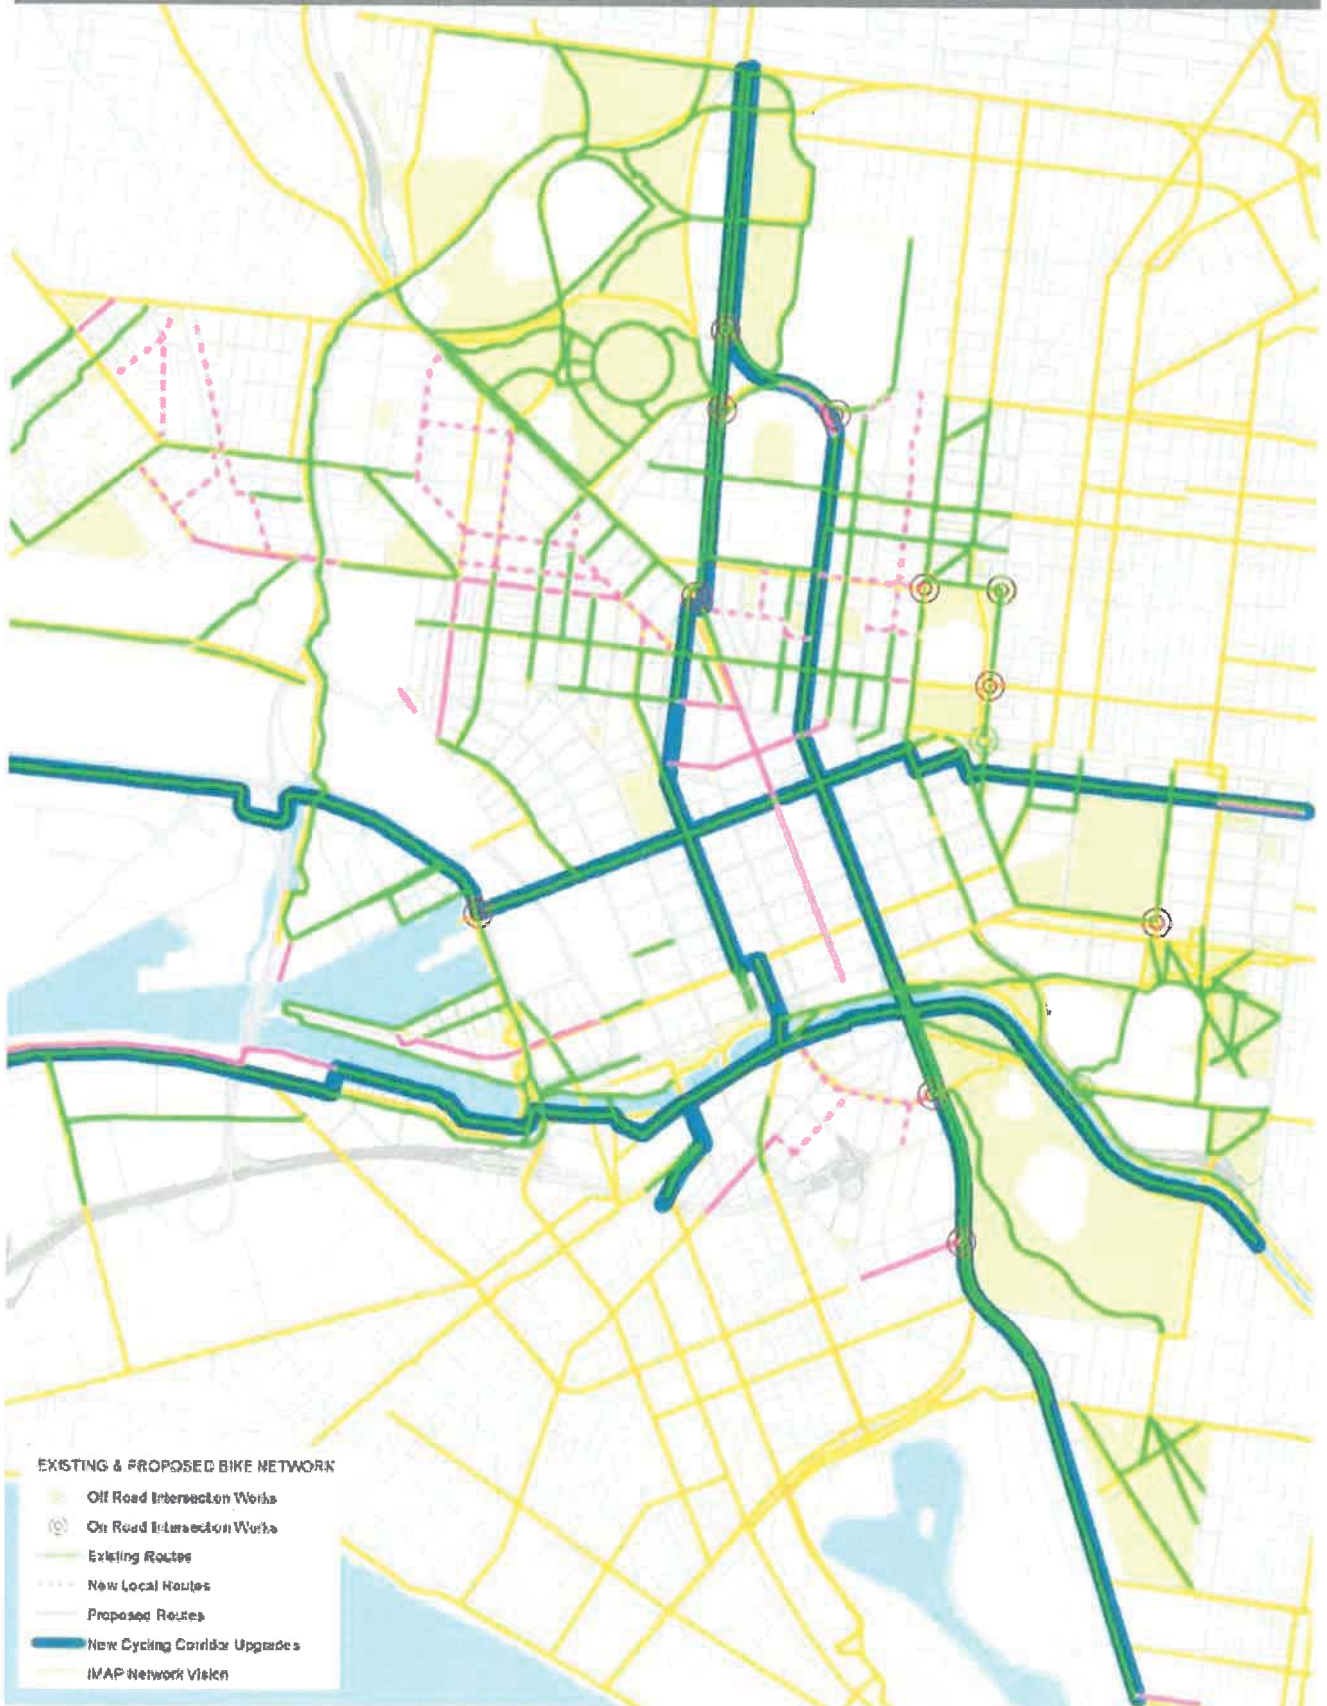 EXISTING & PROPOSED BIKE NETWORK
Off Road Intersection Works
On Road Intersection Works
Existing Routes
New Local Routes
Proposed Routes
New Cycling Corridor Upgrades
IMAP Network Vision